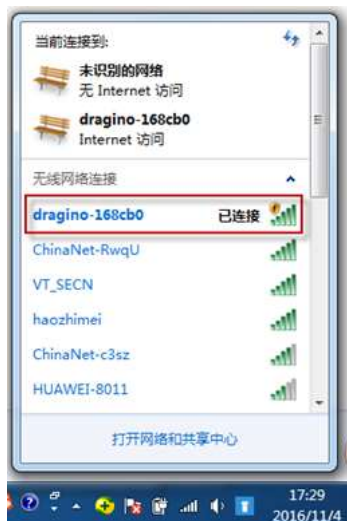 当前连接到:
未识别的网络
无 Internet 访问
dragino-168cb0
Internet 访问
无线网络连接
dragino-168cb0 已连接
ChinaNet-RwqU
VT_SECN
haozhimei
ChinaNet-c3sz
HUAWEI-8011
打开网络和共享中心
17:29
2016/11/4